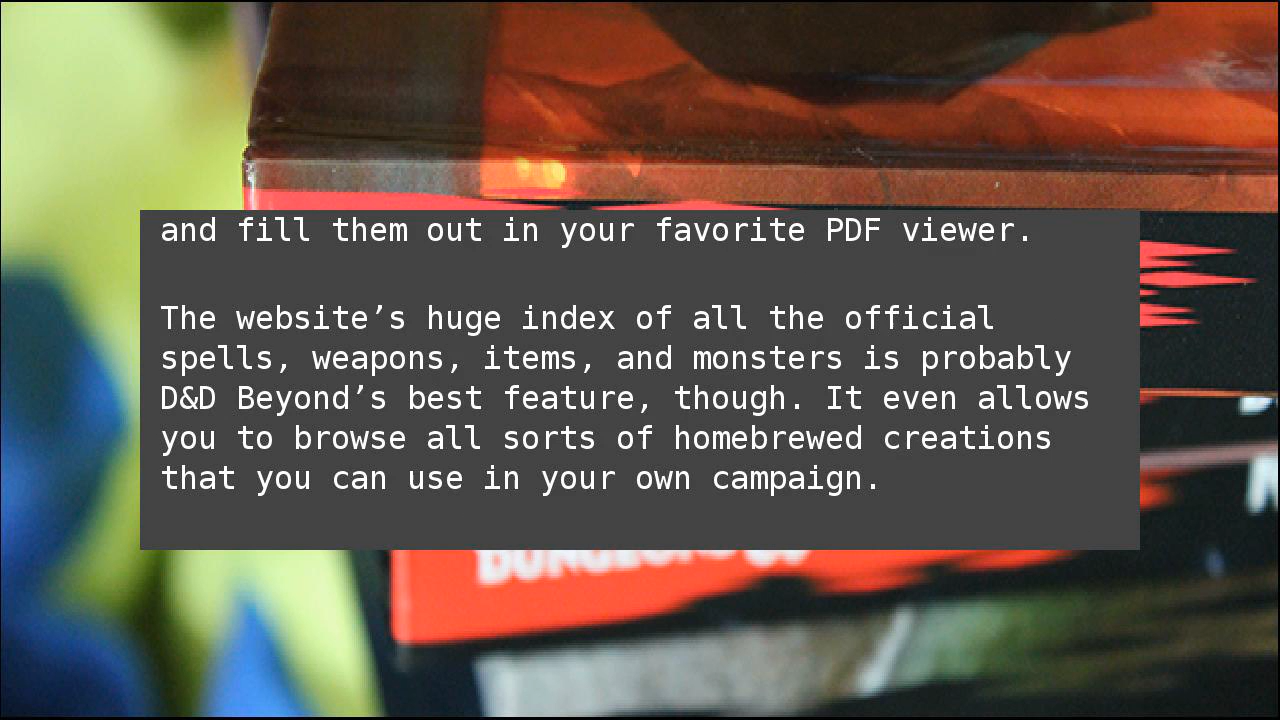 and fill them out in your favorite PDF viewer.
The website’s huge index of all the official
spells, weapons, items, and monsters is probably
D&D Beyond’s best feature, though. It even allows
you to browse all sorts of homebrewed creations
that you can use in your own campaign.